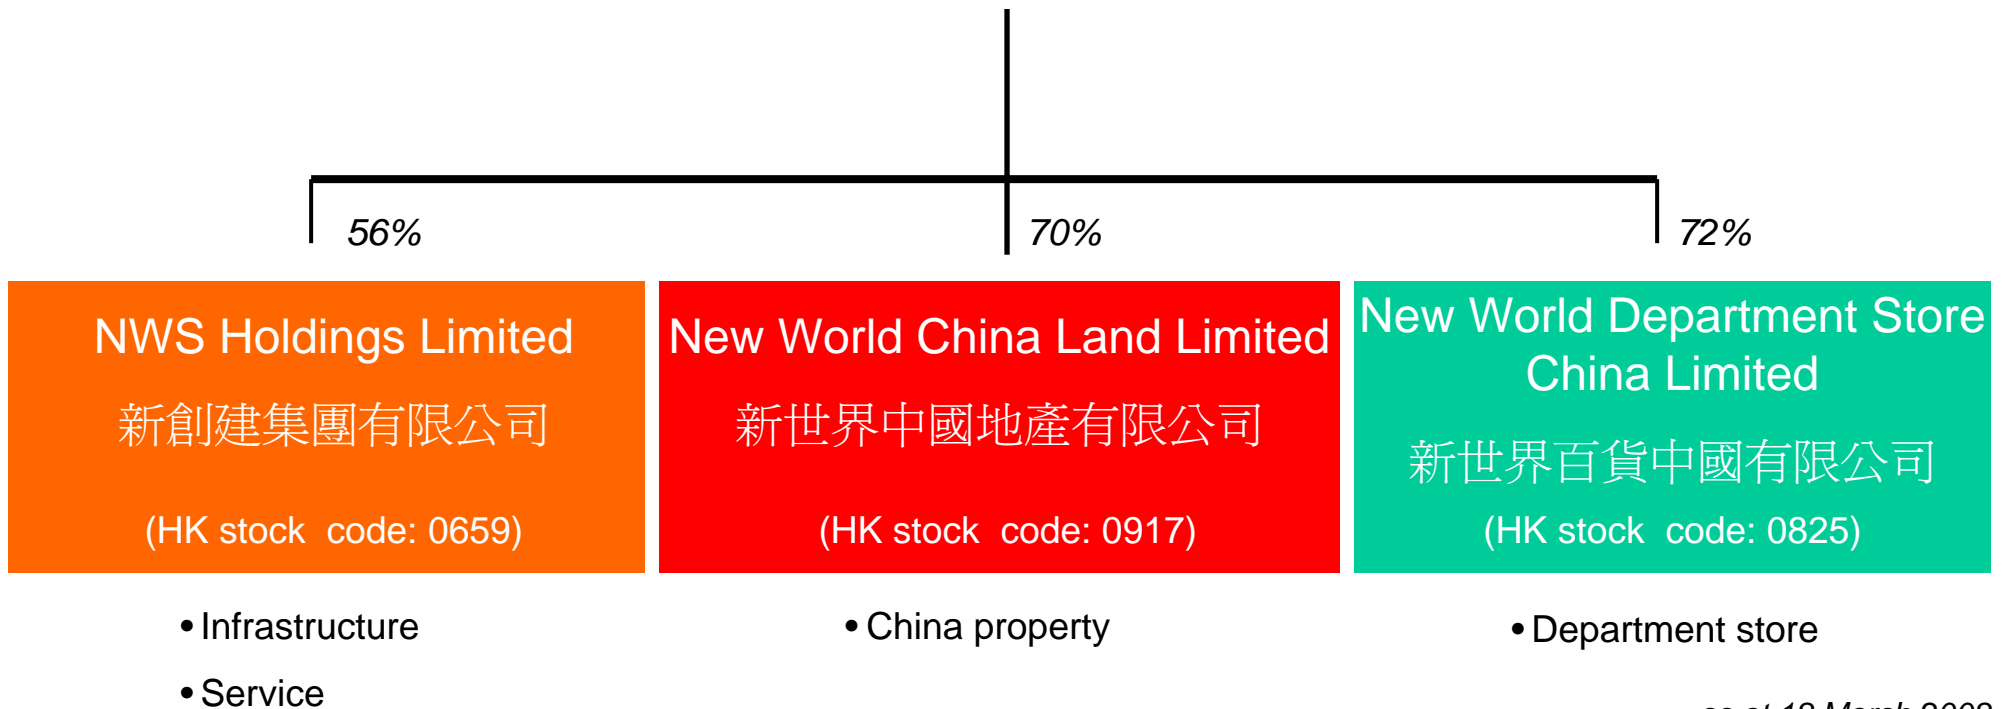 56%
70%
72%
NWS Holdings Limited
新創建集團有限公司
(HK stock code: 0659)
New World China Land Limited
新世界中國地產有限公司
(HK stock code: 0917)
New World Department Store
China Limited
新世界百貨中國有限公司
(HK stock code: 0825)
• Infrastructure
• Service
• China property
• Department store
as at March